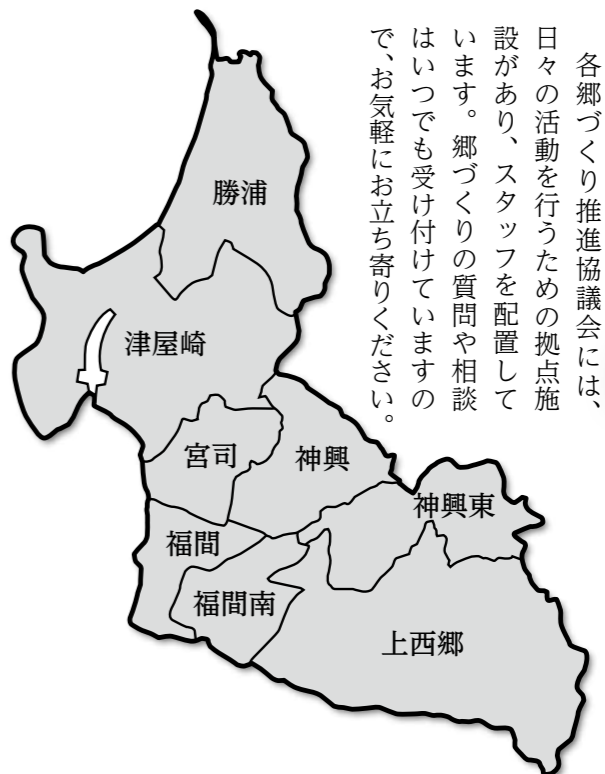 各郷づくり推進協議会には、
日々の活動を行うための拠点施
設があり、スタッフを配置して
います。郷づくりの質問や相談
はいつでも受け付けていますの
で、お気軽にお立ち寄りください。
勝浦
津屋崎
宮司
神興
神興東
福間
福間南
上西郷